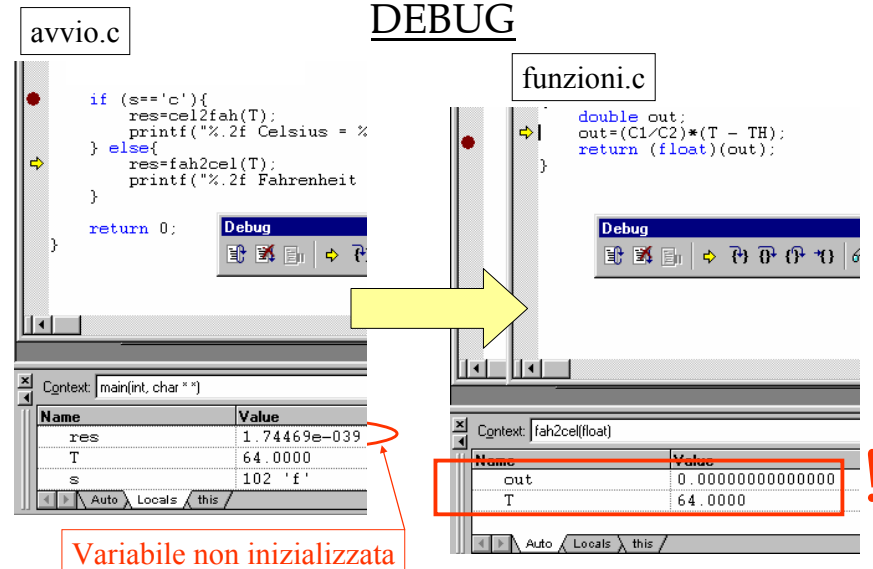 DEBUG
avvio.c
if (s=='c'){
res=cel2fah(T);
printf("%.2f Celsius = %
} else{
res=fah2cel(T);
printf("%.2f Fahrenheit
}
return 0;
}
Debug
Context: main(int, char * *)
Name Value
res 1.74469e-039
T 64.0000
s 102 'f'
Auto Locals this
Variabile non inizializzata
funzioni.c
double out;
out=(C1/C2)*(T - TH);
return (float)(out);
}
Debug
Context: fah2cel(float)
Name Value
out 0.00000000000000
T 64.0000
Auto Locals this
!